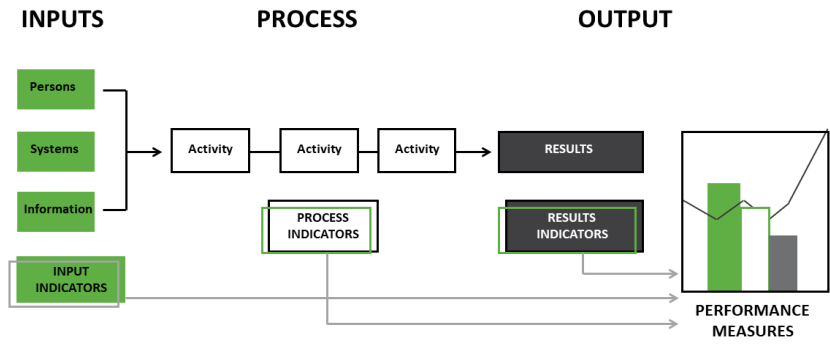 INPUTS
PROCESS
OUTPUT
Persons
Systems
Information
Activity
Activity
Activity
RESULTS
PROCESS
INDICATORS
RESULTS
INDICATORS
INPUT
INDICATORS
PERFORMANCE
MEASURES